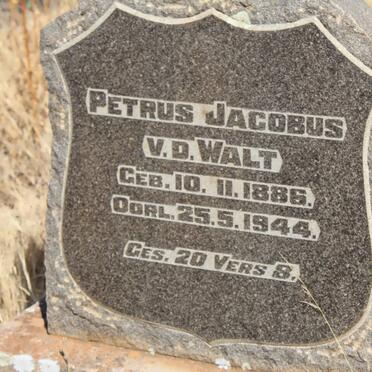 PETRUS JACOBUS
V.D. WALT
GEB. 10. 11. 1886.
OORL. 25. 5. 1944.
GES. 20 VERS 8.